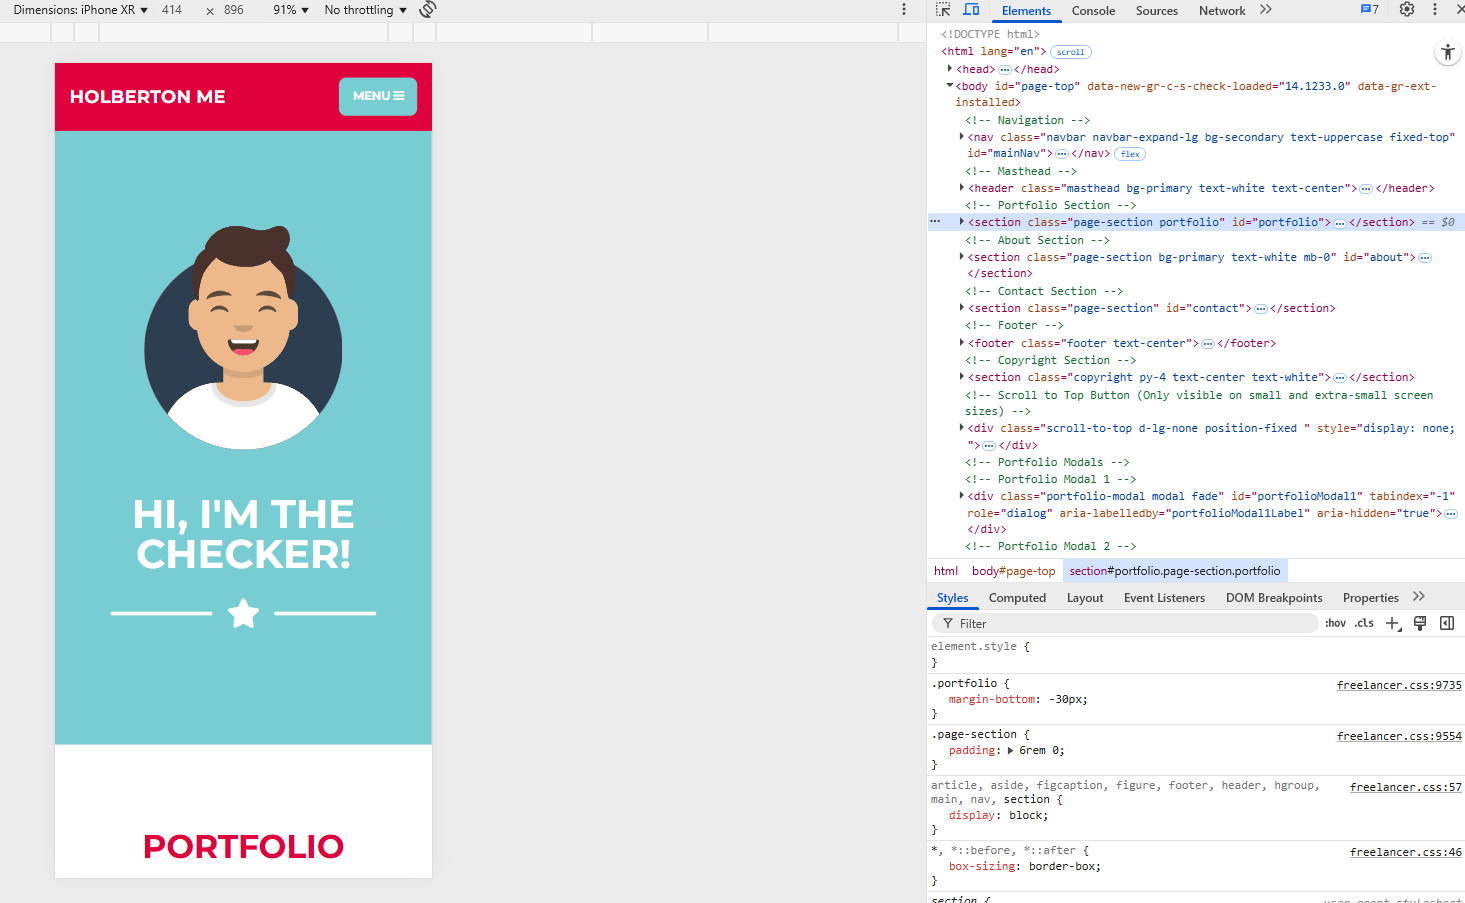 Dimensions: iPhone XR ▼ 414 × 896 91% ▼ No throttling ▼
Elements Console Sources Network >> 7
HOLBERTON ME
MENU
HI, I'M THE
CHECKER!
PORTFOLIO
<!DOCTYPE html>
<html lang="en"> scroll
<head> ••• </head>
<body id="page-top" data-new-gr-c-s-check-loaded="14.1233.0" data-gr-ext-
installed>
<!-- Navigation -->
<nav class="navbar navbar-expand-lg bg-secondary text-uppercase fixed-top"
id="mainNav"> ••• </nav> flex
<!-- Masthead -->
<header class="masthead bg-primary text-white text-center"> ••• </header>
<!-- Portfolio Section -->
••• <section class="page-section portfolio" id="portfolio"> ••• </section> == $0
<!-- About Section -->
<section class="page-section bg-primary text-white mb-0" id="about"> •••
</section>
<!-- Contact Section -->
<section class="page-section" id="contact"> ••• </section>
<!-- Footer -->
<footer class="footer text-center"> ••• </footer>
<!-- Copyright Section -->
<section class="copyright py-4 text-center text-white"> ••• </section>
<!-- Scroll to Top Button (Only visible on small and extra-small screen
sizes) -->
<div class="scroll-to-top d-lg-none position-fixed " style="display: none;
"> ••• </div>
<!-- Portfolio Modals -->
<!-- Portfolio Modal 1 -->
<div class="portfolio-modal modal fade" id="portfolioModal1" tabindex="-1"
role="dialog" aria-labelledby="portfolioModal1Label" aria-hidden="true"> •••
</div>
<!-- Portfolio Modal 2 -->
html body#page-top section#portfolio.page-section.portfolio
Styles Computed Layout Event Listeners DOM Breakpoints Properties >>
Filter :hov .cls +
element.style {
}
.portfolio { freelancer.css:9735
margin-bottom: -30px;
}
.page-section { freelancer.css:9554
padding: ▶ 6rem 0;
}
article, aside, figcaption, figure, footer, header, hgroup, freelancer.css:57
main, nav, section {
display: block;
}
*, *::before, *::after { freelancer.css:46
box-sizing: border-box;
}
section { user agent stylesheet